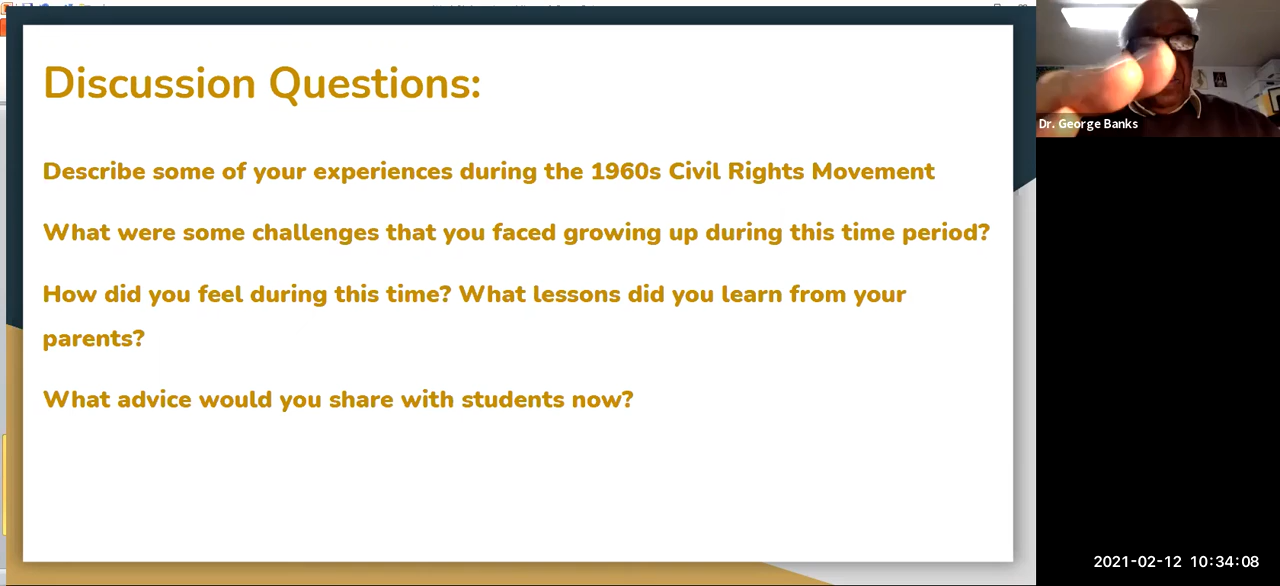 Discussion Questions:
Describe some of your experiences during the 1960s Civil Rights Movement
What were some challenges that you faced growing up during this time period?
How did you feel during this time? What lessons did you learn from your
parents?
What advice would you share with students now?
Dr. George Banks
2021-02-12 10:34:08